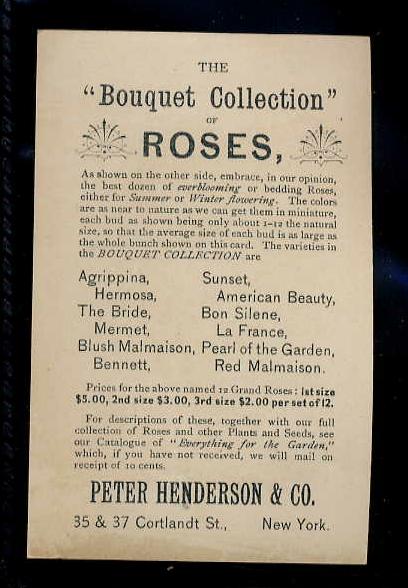 THE
"Bouquet Collection"
OF
ROSES,
As shown on the other side, embrace, in our opinion,
the best dozen of everblooming or bedding Roses,
either for Summer or Winter flowering. The colors
are as near to nature as we can get them in miniature,
each bud as shown being only about 1-12 the natural
size, so that the average size of each bud is as large as
the whole bunch shown on this card. The varieties in
the BOUQUET COLLECTION are
Agrippina, Sunset,
Hermosa, American Beauty,
The Bride, Bon Silene,
Mermet, La France,
Blush Malmaison, Pearl of the Garden,
Bennett, Red Malmaison.
Prices for the above named 12 Grand Roses: 1st size
$5.00, 2nd size $3.00, 3rd size $2.00 per set of 12.
For descriptions of these, together with our full
collection of Roses and other Plants and Seeds, see
our Catalogue of "Everything for the Garden,"
which, if you have not received, we will mail on
receipt of 10 cents.
PETER HENDERSON & CO.
35 & 37 Cortlandt St., New York.